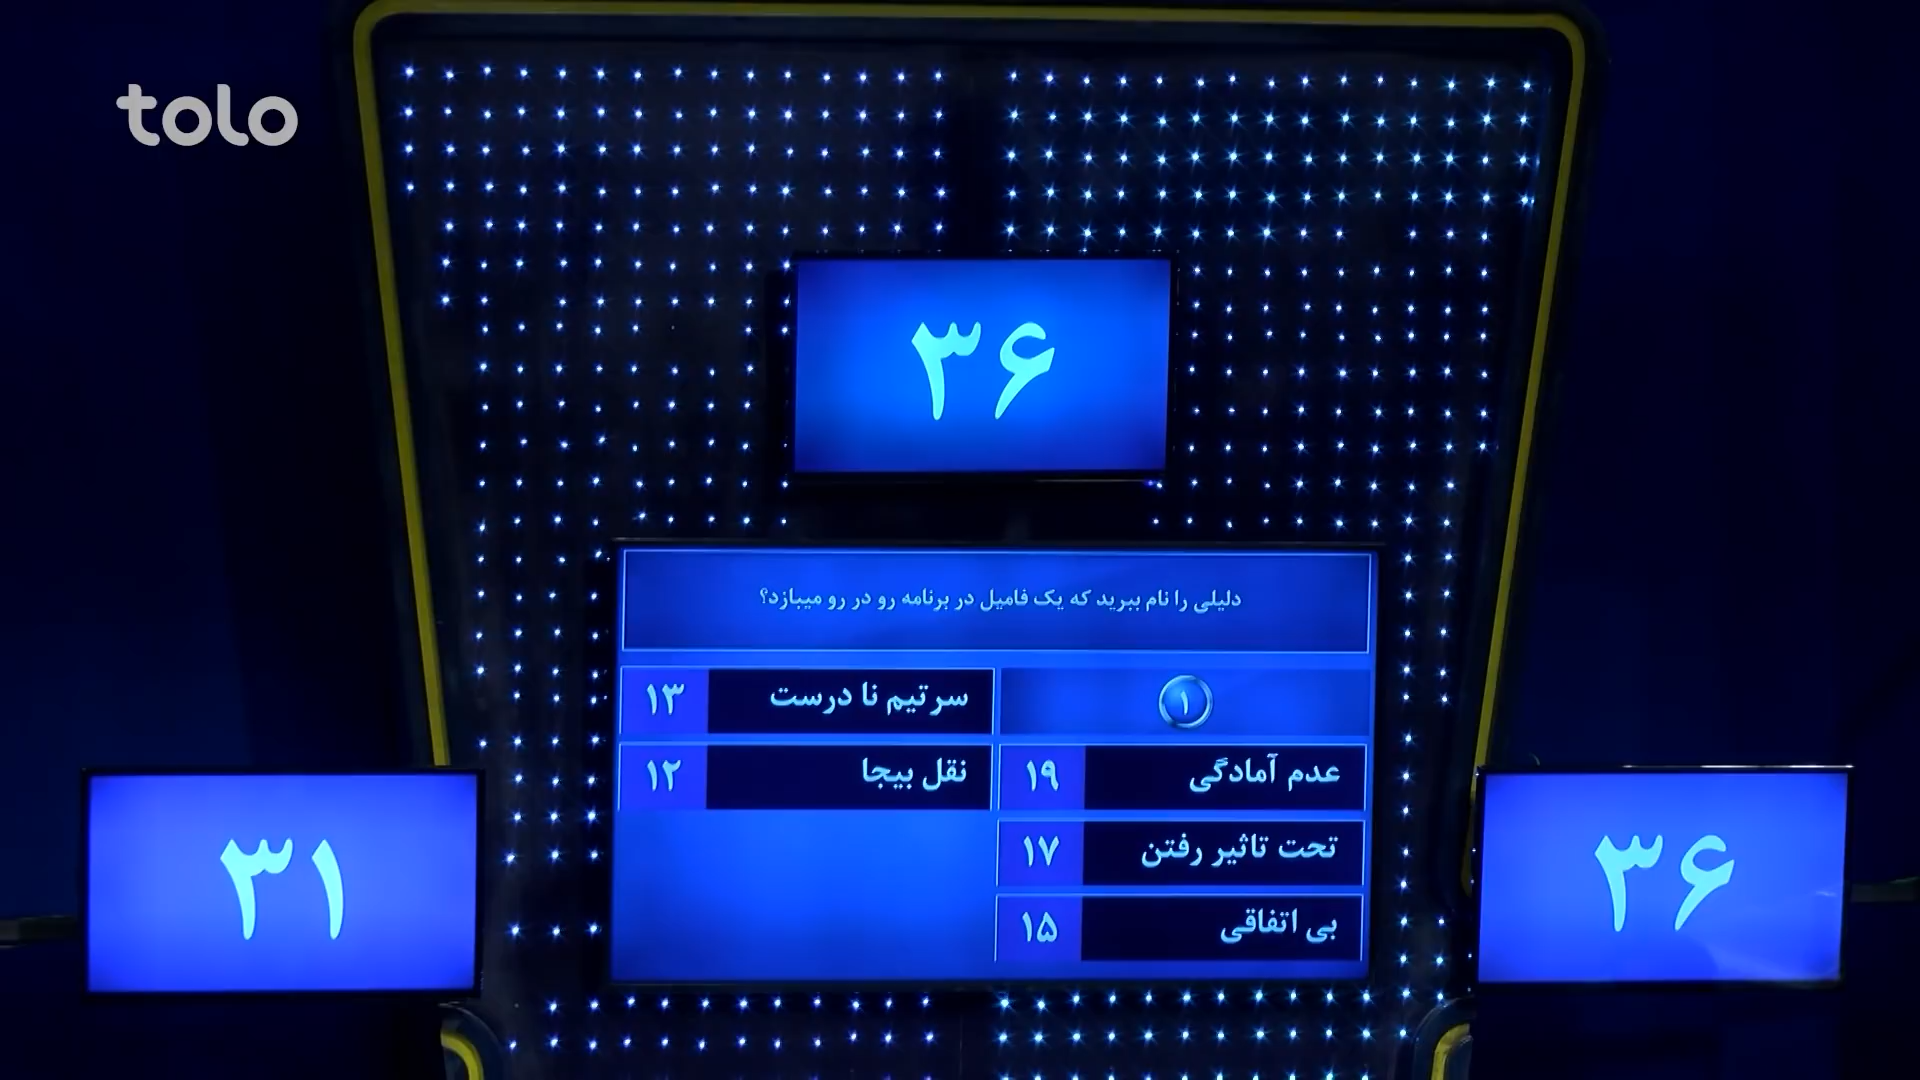 tolo
۳۶
دلیلی را نام ببرید که یک فامیل در برنامه رو در رو میبازد؟
۱
عدم آمادگی ۱۹
تحت تاثیر رفتن ۱۷
بی اتفاقی ۱۵
سرتیم نا درست ۱۳
نقل بیجا ۱۲
۳۶
۳۱